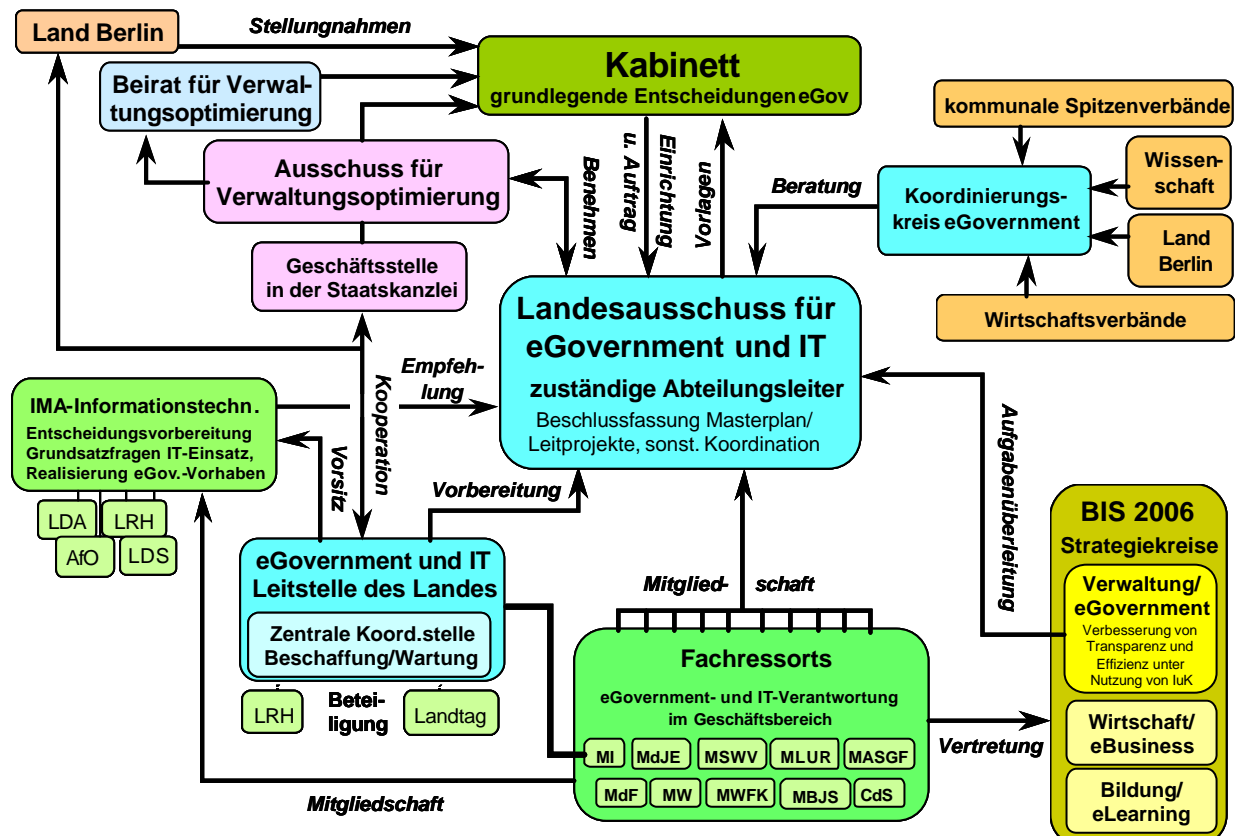 Land Berlin
Stellungnahmen
Kabinett
grundlegende Entscheidungen eGov
Beirat für Verwal-
tungsoptimierung
Ausschuss für
Verwaltungsoptimierung
Geschäftsstelle
in der Staatskanzlei
Benehmen
Einrichtung
u. Auftrag
Vorlagen
Beratung
kommunale Spitzenverbände
Wissen-
schaft
Koordinierungs-
kreis eGovernment
Land
Berlin
Wirtschaftsverbände
Landesausschuss für
eGovernment und IT
zuständige Abteilungsleiter
Beschlussfassung Masterplan/
Leitprojekte, sonst. Koordination
Empfeh-
lung
Kooperation
IMA-Informationstechn.
Entscheidungsvorbereitung
Grundsatzfragen IT-Einsatz,
Realisierung eGov.-Vorhaben
LDA
LRH
AfO
LDS
Vorsitz
Vorbereitung
Aufgabenüberleitung
eGovernment und IT
Leitstelle des Landes
Zentrale Koord.stelle
Beschaffung/Wartung
LRH
Betei-
ligung
Landtag
Mitglied- schaft
Fachressorts
eGovernment- und IT-Verantwortung
im Geschäftsbereich
MI MdJE MSWV MLUR MASGF
MdF MW MWFK MBJS CdS
Mitgliedschaft
Vertretung
BIS 2006
Strategiekreise
Verwaltung/
eGovernment
Verbesserung von
Transparenz und
Effizienz unter
Nutzung von IuK
Wirtschaft/
eBusiness
Bildung/
eLearning